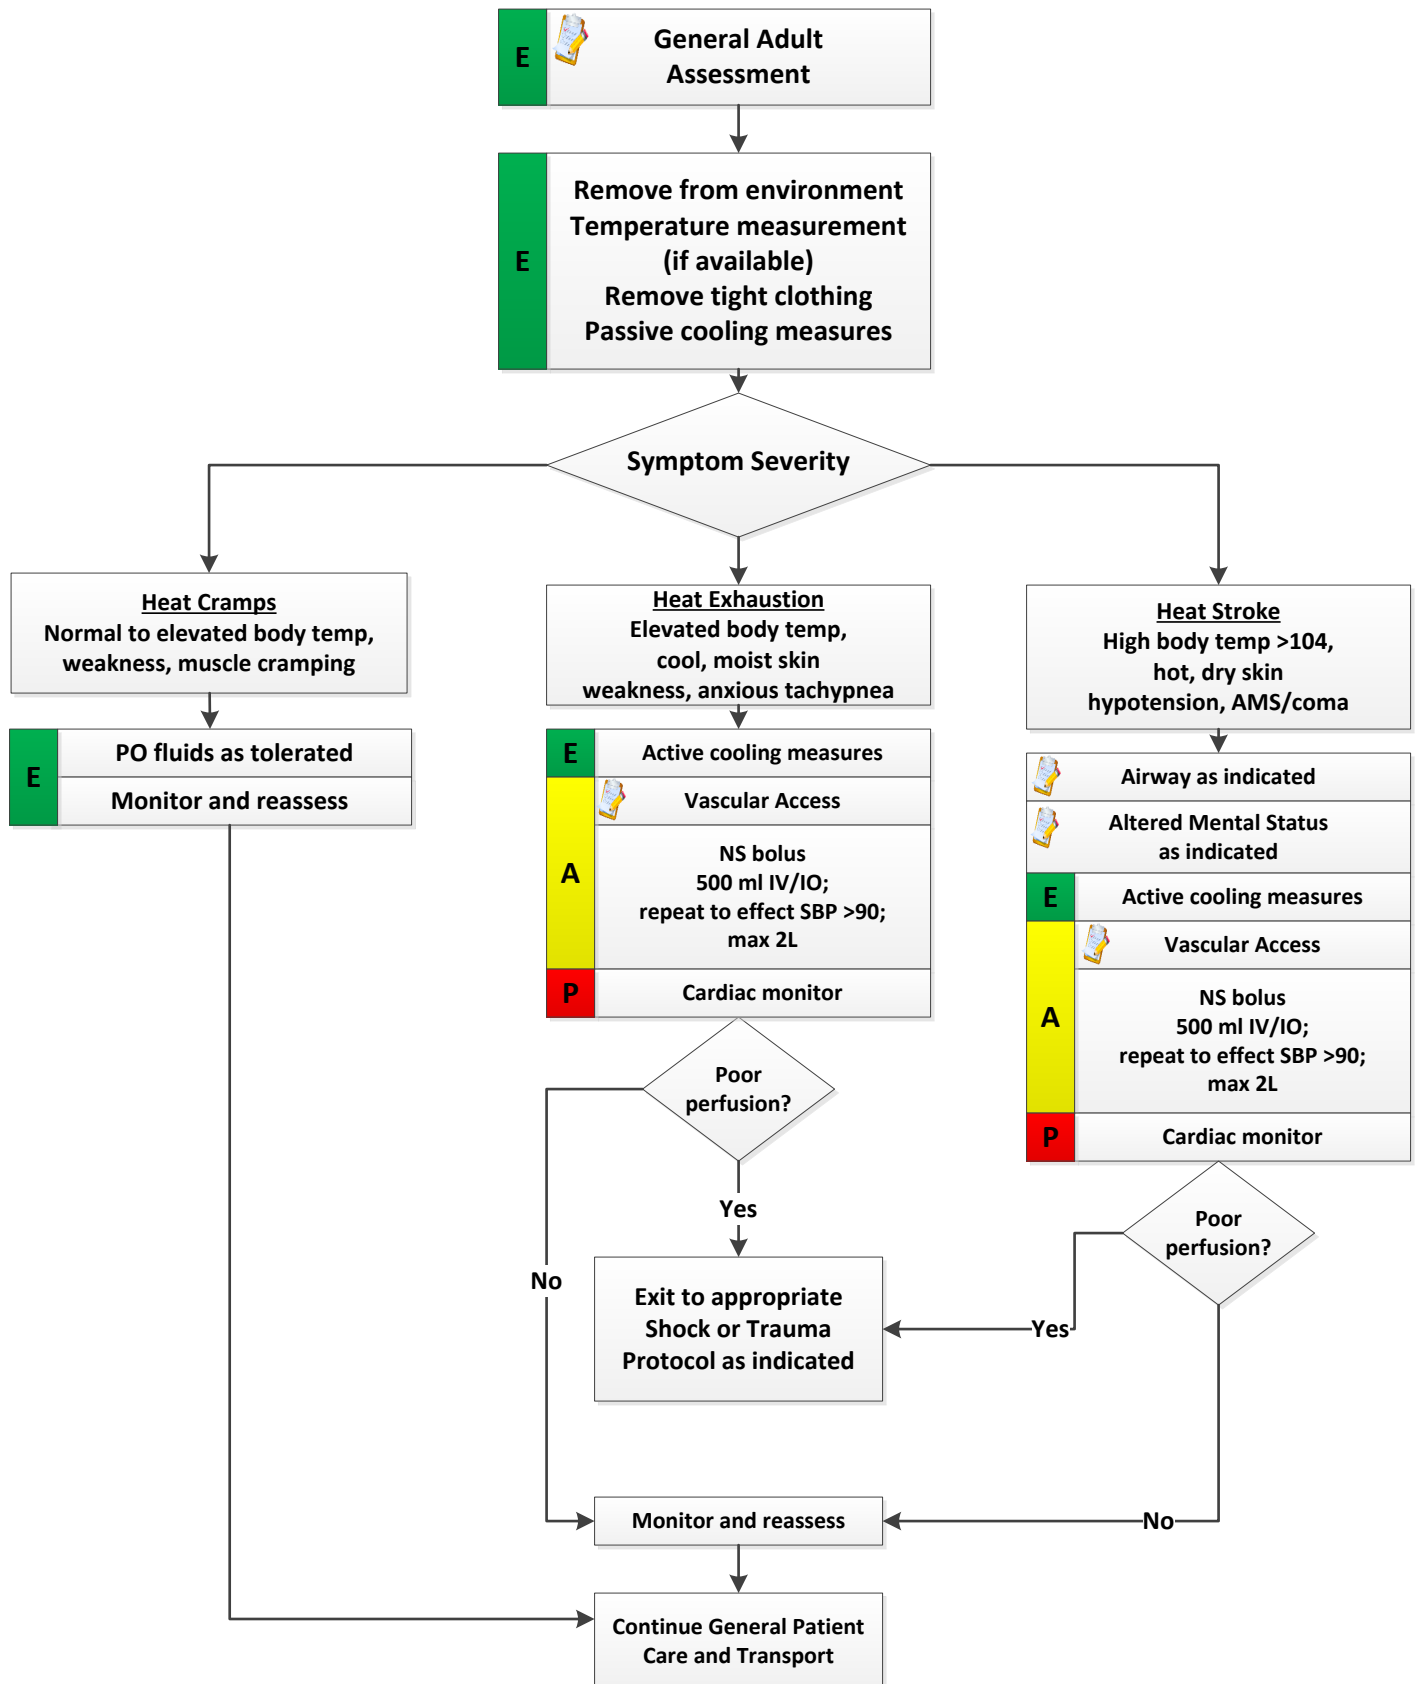 E
General Adult
Assessment
E
Remove from environment
Temperature measurement
(if available)
Remove tight clothing
Passive cooling measures
Symptom Severity
Heat Cramps
Normal to elevated body temp,
weakness, muscle cramping
E
PO fluids as tolerated
Monitor and reassess
Heat Exhaustion
Elevated body temp,
cool, moist skin
weakness, anxious tachypnea
E
Active cooling measures
A
Vascular Access
NS bolus
500 ml IV/IO;
repeat to effect SBP >90;
max 2L
P
Cardiac monitor
Poor
perfusion?
Yes
No
Heat Stroke
High body temp >104,
hot, dry skin
hypotension, AMS/coma
Airway as indicated
Altered Mental Status
as indicated
E
Active cooling measures
A
Vascular Access
NS bolus
500 ml IV/IO;
repeat to effect SBP >90;
max 2L
P
Cardiac monitor
Poor
perfusion?
Yes
No
Exit to appropriate
Shock or Trauma
Protocol as indicated
Monitor and reassess
Continue General Patient
Care and Transport